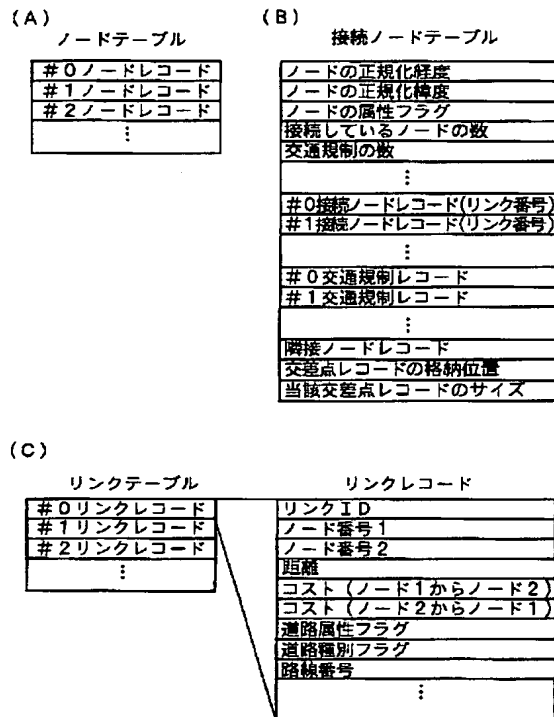 (A)
ノードテーブル
#0ノードレコード
#1ノードレコード
#2ノードレコード
⋮
(B)
接続ノードテーブル
ノードの正規化経度
ノードの正規化緯度
ノードの属性フラグ
接続しているノードの数
交通規制の数
⋮
#0接続ノードレコード(リンク番号)
#1接続ノードレコード(リンク番号)
⋮
#0交通規制レコード
#1交通規制レコード
⋮
隣接ノードレコード
交差点レコードの格納位置
当該交差点レコードのサイズ
(C)
リンクテーブル
#0リンクレコード
#1リンクレコード
#2リンクレコード
⋮
リンクレコード
リンクID
ノード番号1
ノード番号2
距離
コスト(ノード1からノード2)
コスト(ノード2からノード1)
道路属性フラグ
道路種別フラグ
路線番号
⋮